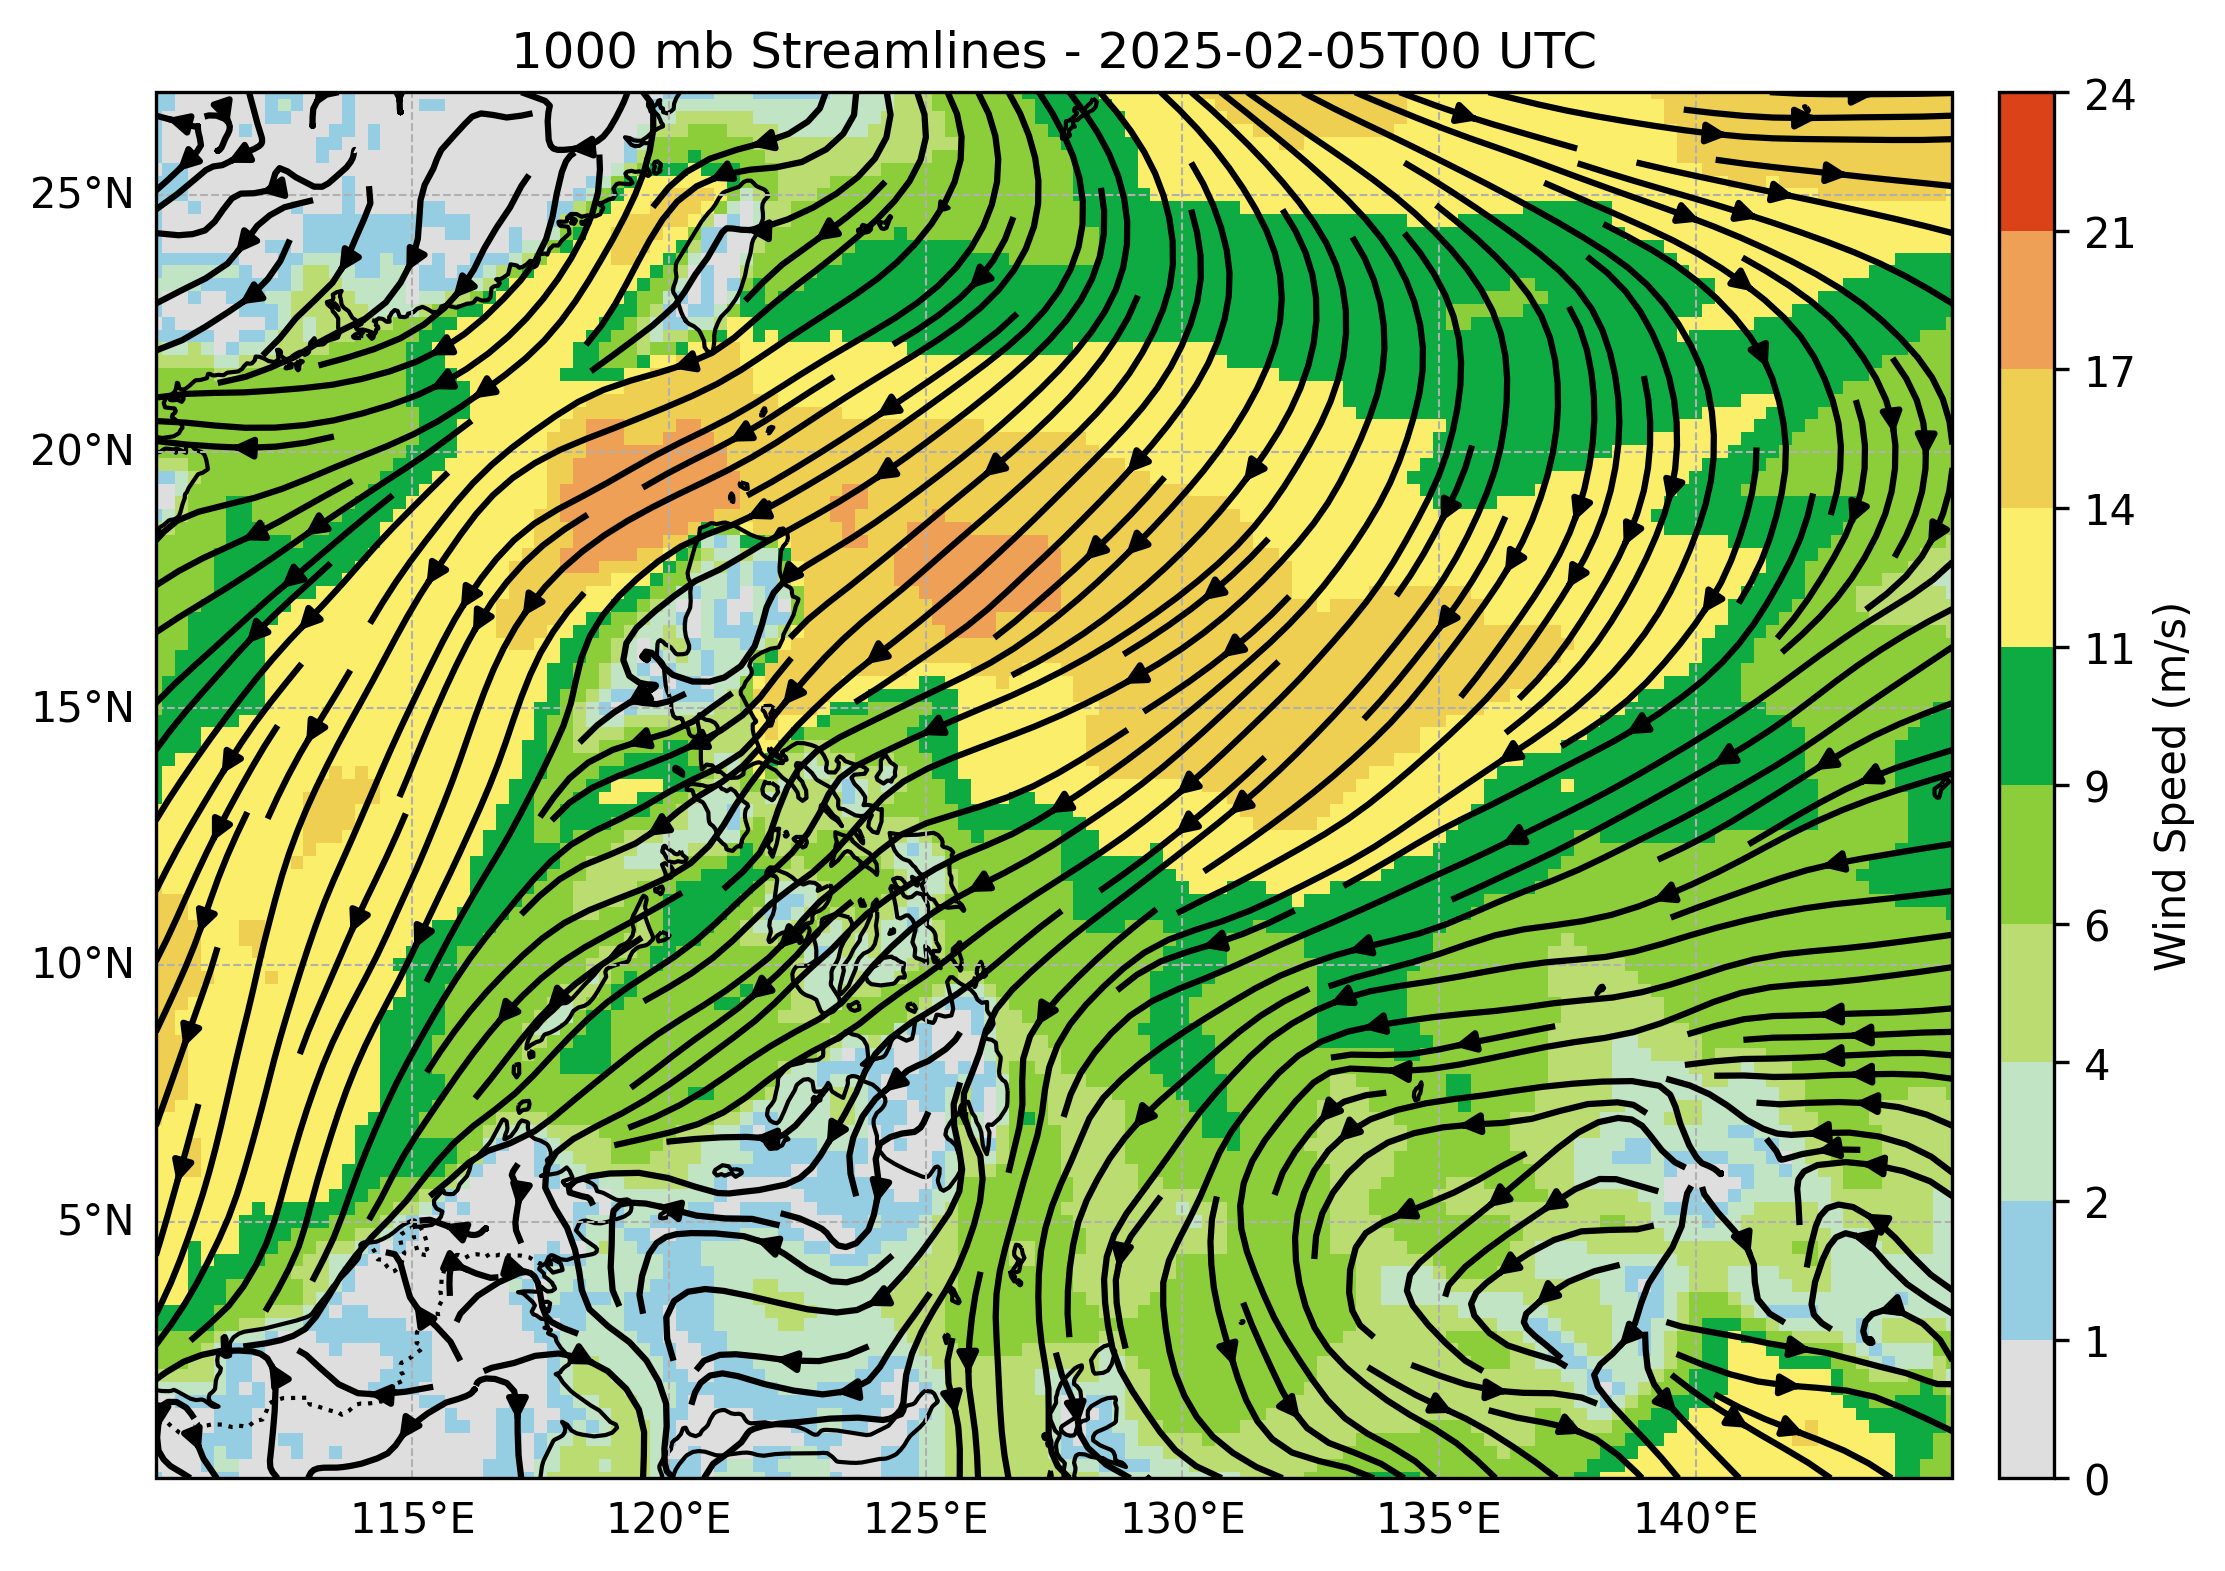 1000 mb Streamlines - 2025-02-05T00 UTC
25°N
20°N
15°N
10°N
5°N
115°E
120°E
125°E
130°E
135°E
140°E
24
21
17
14
11
9
6
4
2
1
0
Wind Speed (m/s)